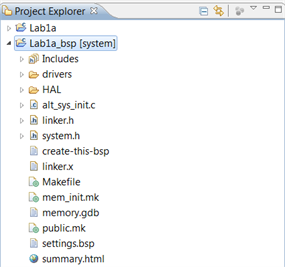 Project Explorer
Lab1a
Lab1a_bsp [system]
Includes
drivers
HAL
alt_sys_init.c
linker.h
system.h
create-this-bsp
linker.x
Makefile
mem_init.mk
memory.gdb
public.mk
settings.bsp
summary.html